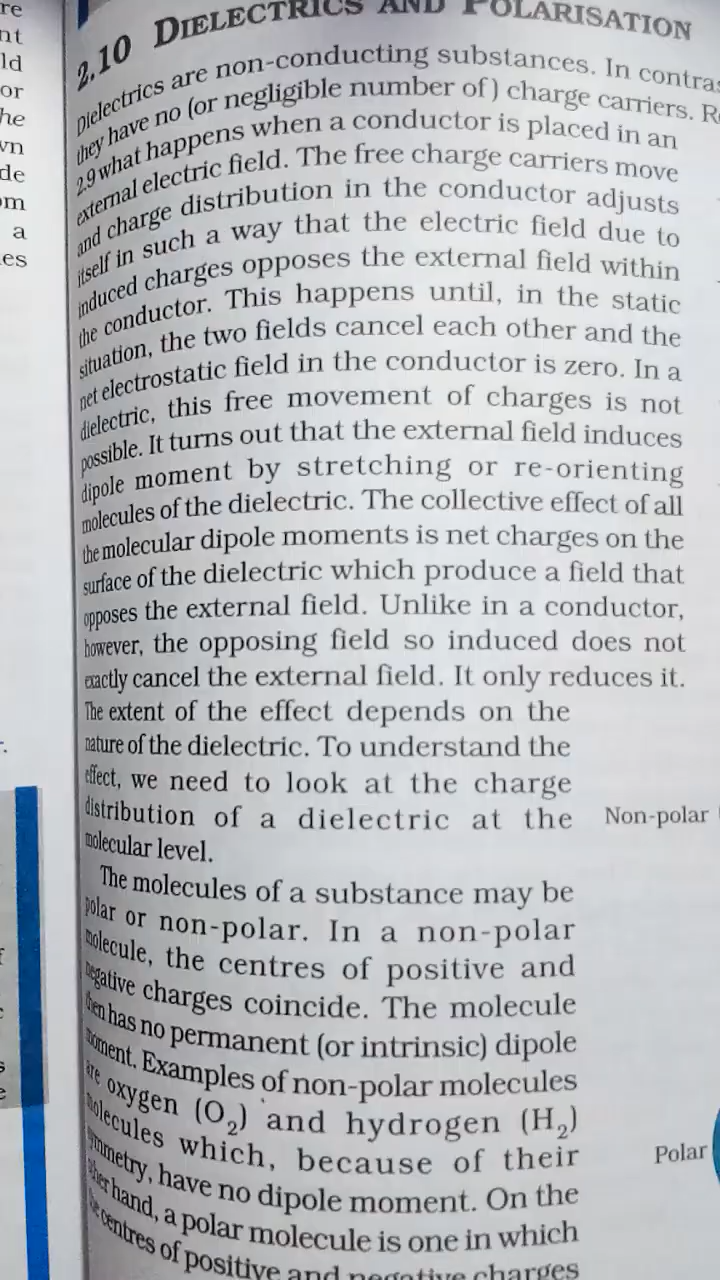 re
nt
ld
or
he
wn
de
om
a
es
2.10 DIELECTRICS AND POLARISATION
Dielectrics are non-conducting substances. In contras
they have no (or negligible number of ) charge carriers. R
2.9 what happens when a conductor is placed in an
external electric field. The free charge carriers move
and charge distribution in the conductor adjusts
itself in such a way that the electric field due to
induced charges opposes the external field within
the conductor. This happens until, in the static
situation, the two fields cancel each other and the
net electrostatic field in the conductor is zero. In a
dielectric, this free movement of charges is not
possible. It turns out that the external field induces
dipole moment by stretching or re-orienting
molecules of the dielectric. The collective effect of all
the molecular dipole moments is net charges on the
surface of the dielectric which produce a field that
opposes the external field. Unlike in a conductor,
however, the opposing field so induced does not
exactly cancel the external field. It only reduces it.
The extent of the effect depends on the
nature of the dielectric. To understand the
effect, we need to look at the charge
distribution of a dielectric at the
molecular level.
The molecules of a substance may be
polar or non-polar. In a non-polar
molecule, the centres of positive and
negative charges coincide. The molecule
then has no permanent (or intrinsic) dipole
moment. Examples of non-polar molecules
are oxygen (O₂) and hydrogen (H₂)
molecules which, because of their
symmetry, have no dipole moment. On the
other hand, a polar molecule is one in which
the centres of positive and negative charges
Non-polar
Polar